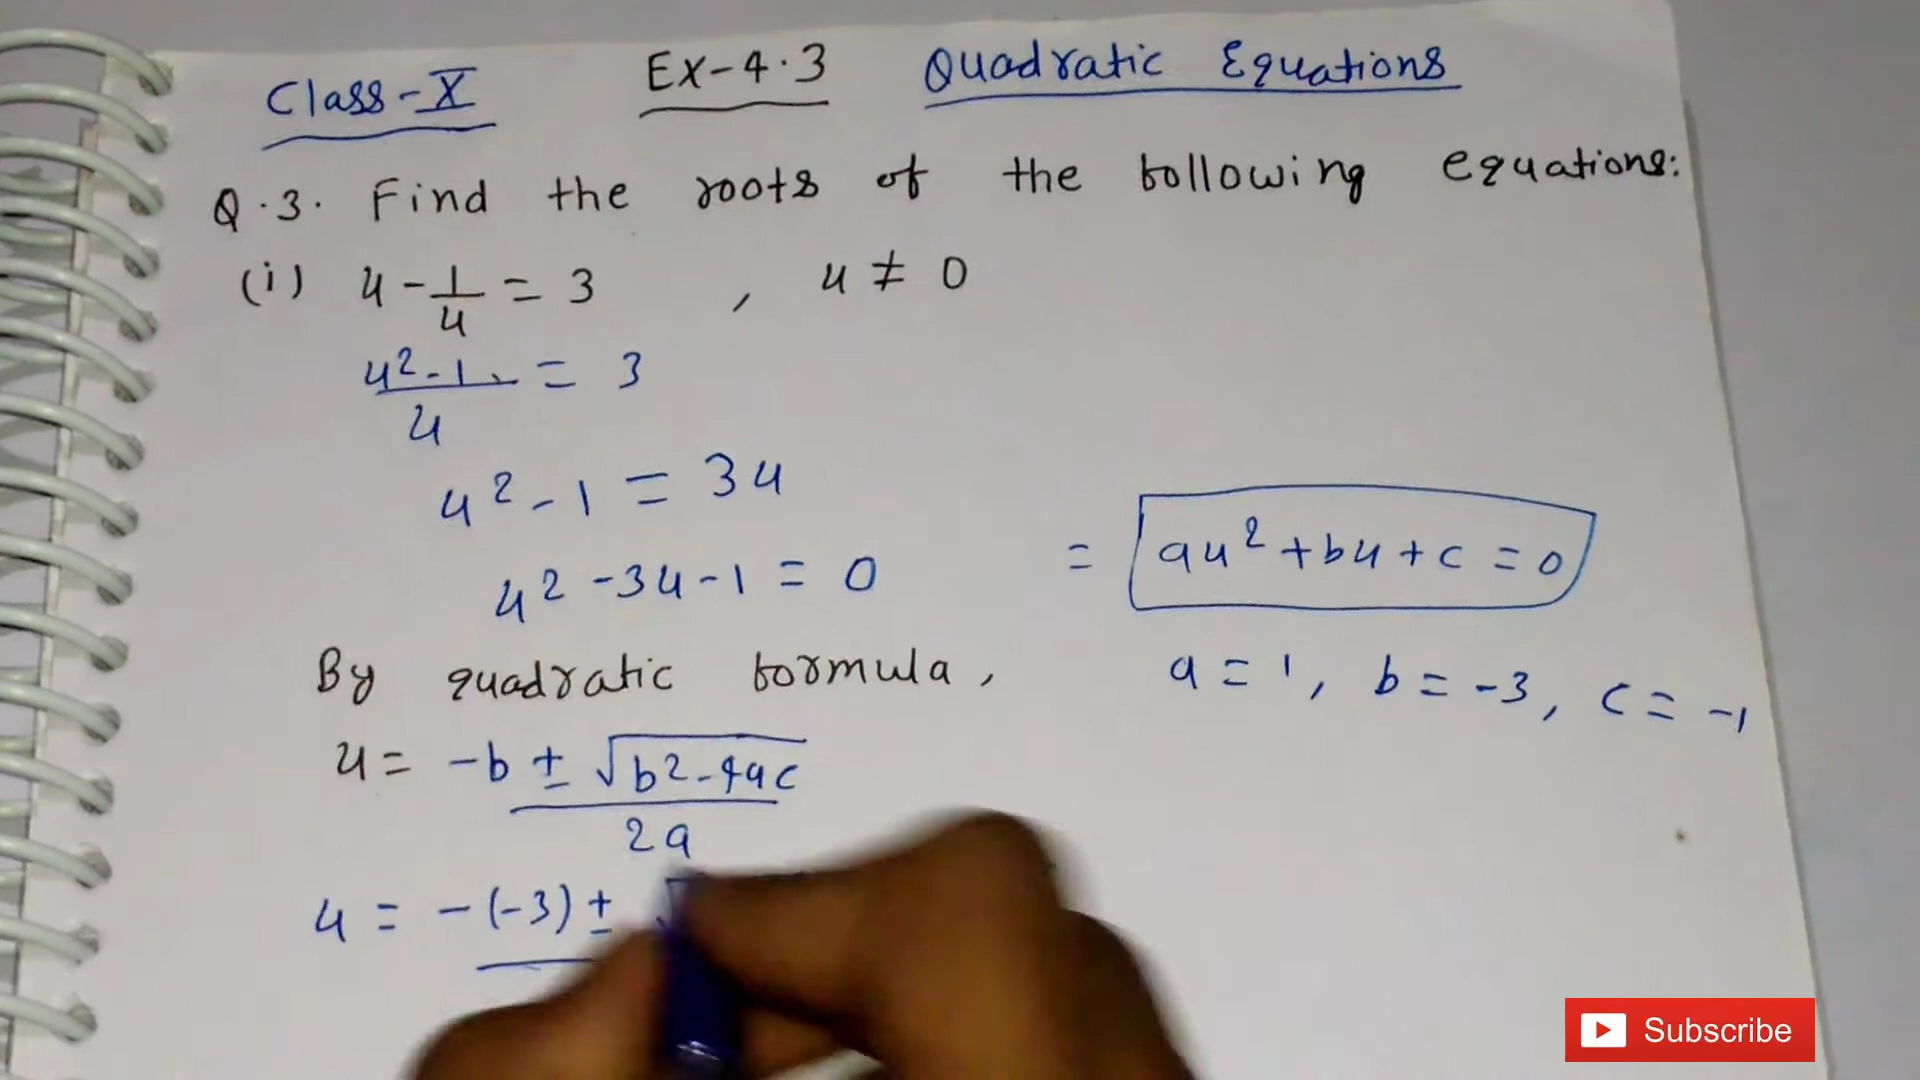 Class-X Ex-4.3 Quadratic Equations
Q.3. Find the roots of the following equations:
(i) x - 1/x = 3 , x ≠ 0
x² - 1 / x = 3
x² - 1 = 3x
x² - 3x - 1 = 0 = ax² + bx + c = 0
By quadratic formula, a = 1, b = -3, c = -1
x = -b ± √b² - 4ac / 2a
x = -(-3) ± √
Subscribe